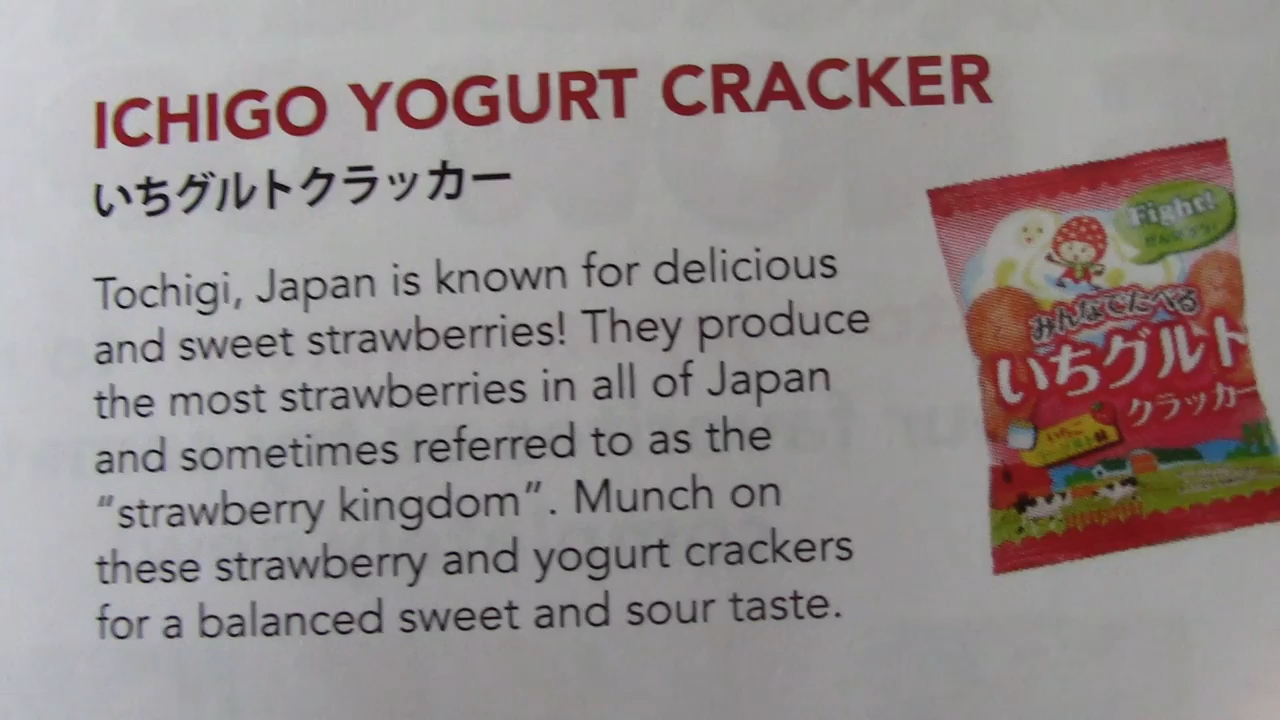 ICHIGO YOGURT CRACKER
いちグルトクラッカー
Tochigi, Japan is known for delicious
and sweet strawberries! They produce
the most strawberries in all of Japan
and sometimes referred to as the
“strawberry kingdom”. Munch on
these strawberry and yogurt crackers
for a balanced sweet and sour taste.
Fight!
みんなでたべる
いちグルト
クラッカー
いちご